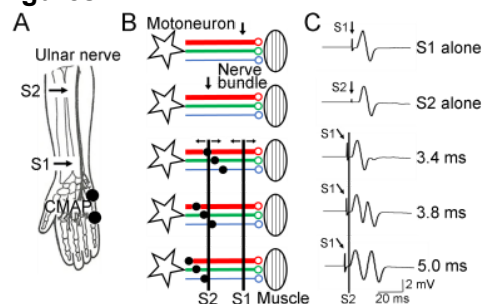 A
B
C
Ulnar nerve
S2
S1
CMAP
Motoneuron
Nerve
bundle
S2
S1
Muscle
S1
S1 alone
S2
S2 alone
S1
3.4 ms
S1
3.8 ms
S1
5.0 ms
S2
2 mV
20 ms